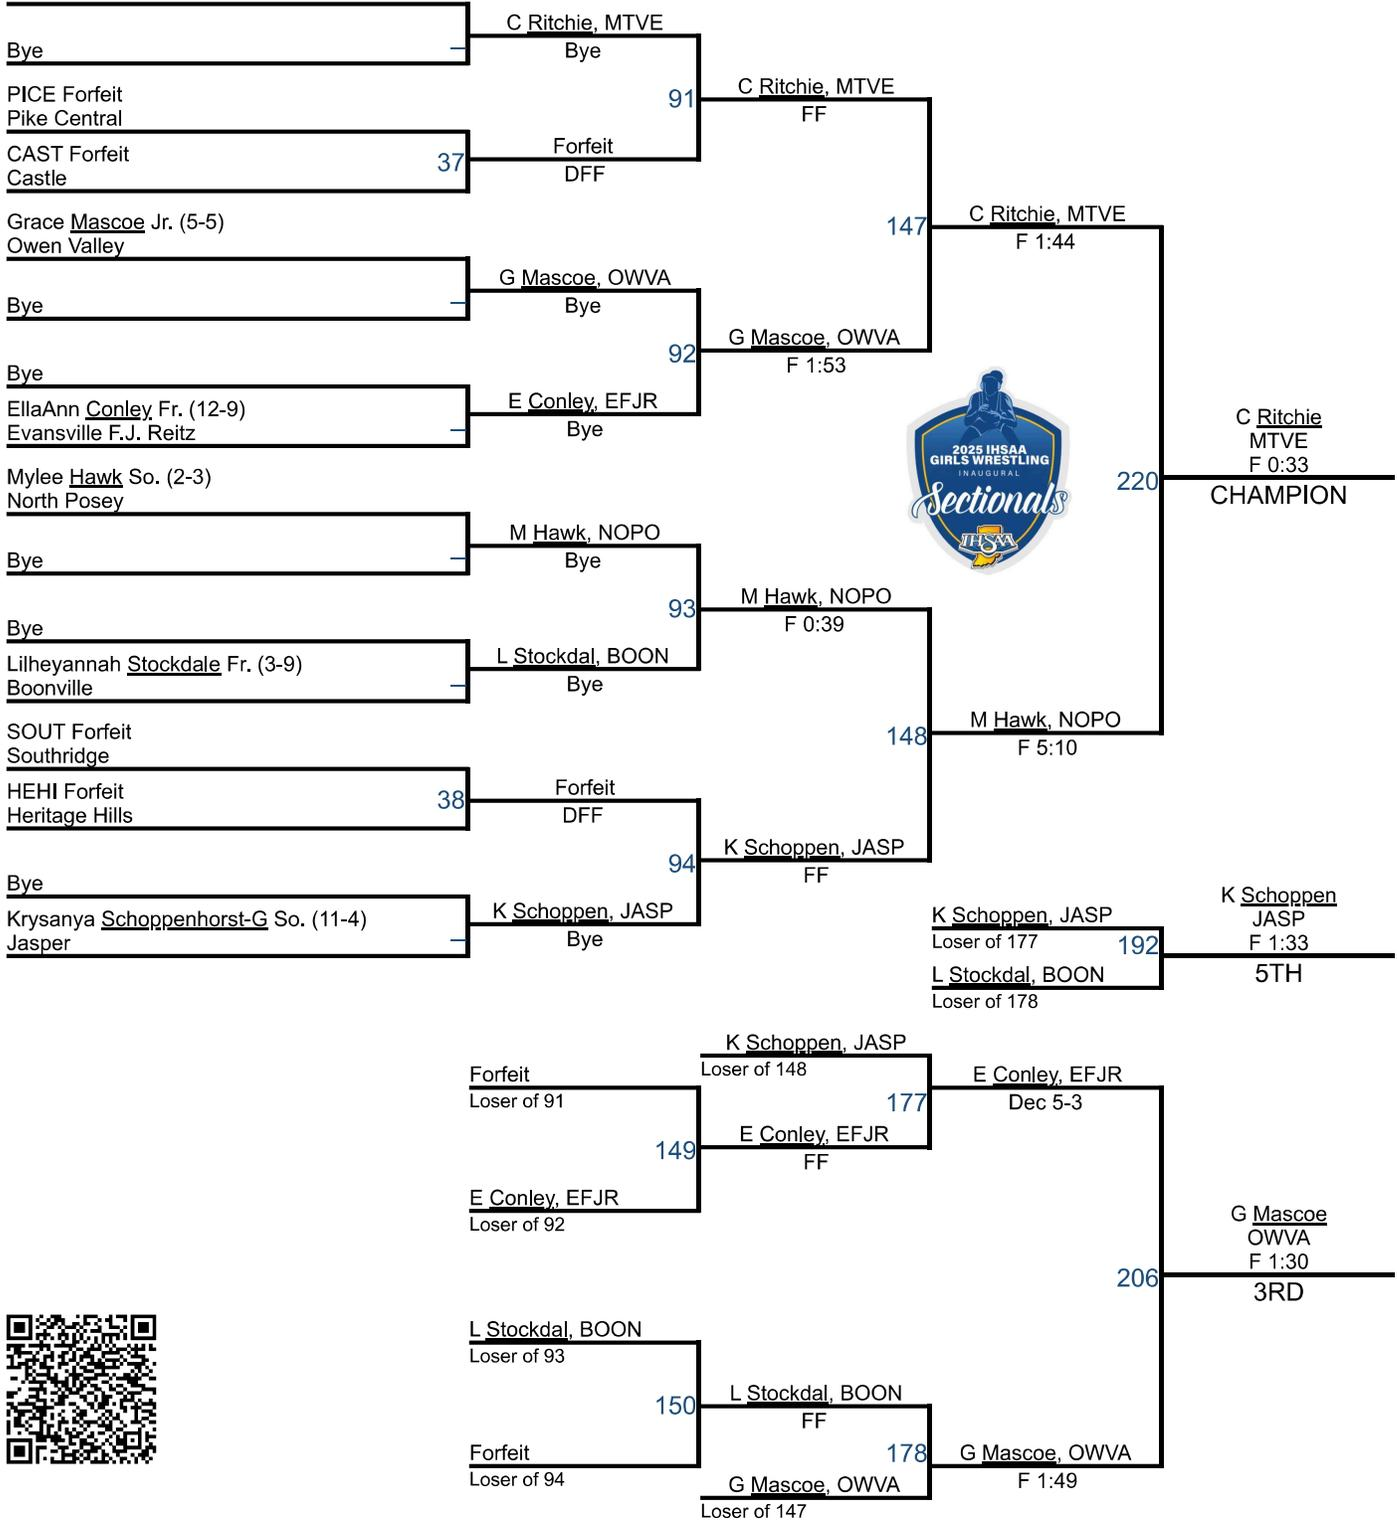 C Ritchie, MTVE
Bye
Bye
PICE Forfeit
Pike Central
C Ritchie, MTVE
91
FF
Forfeit
CAST Forfeit
37
Castle
DFF
Grace Mascoe Jr. (5-5)
Owen Valley
C Ritchie, MTVE
147
F 1:44
G Mascoe, OWVA
Bye
Bye
G Mascoe, OWVA
92
F 1:53
Bye
E Conley, EFJR
EllaAnn Conley Fr. (12-9)
Evansville F.J. Reitz
Bye
2025 IHSAA
GIRLS WRESTLING
INAUGURAL
Sectionals
IHSAA
C Ritchie
MTVE
F 0:33
220
CHAMPION
Mylee Hawk So. (2-3)
North Posey
M Hawk, NOPO
Bye
Bye
M Hawk, NOPO
93
F 0:39
Bye
L Stockdal, BOON
Lilheyannah Stockdale Fr. (3-9)
Boonville
Bye
SOUT Forfeit
Southridge
M Hawk, NOPO
148
F 5:10
Forfeit
HEHI Forfeit
38
Heritage Hills
DFF
K Schoppen, JASP
94
FF
Bye
K Schoppen, JASP
Krysanya Schoppenhorst-G So. (11-4)
Jasper
Bye
K Schoppen, JASP
Loser of 177
192
L Stockdal, BOON
Loser of 178
K Schoppen
JASP
F 1:33
5TH
K Schoppen, JASP
Loser of 148
Forfeit
Loser of 91
E Conley, EFJR
Dec 5-3
177
E Conley, EFJR
149
FF
E Conley, EFJR
Loser of 92
G Mascoe
OWVA
F 1:30
206
3RD
L Stockdal, BOON
Loser of 93
L Stockdal, BOON
150
FF
178
Forfeit
Loser of 94
G Mascoe, OWVA
F 1:49
G Mascoe, OWVA
Loser of 147